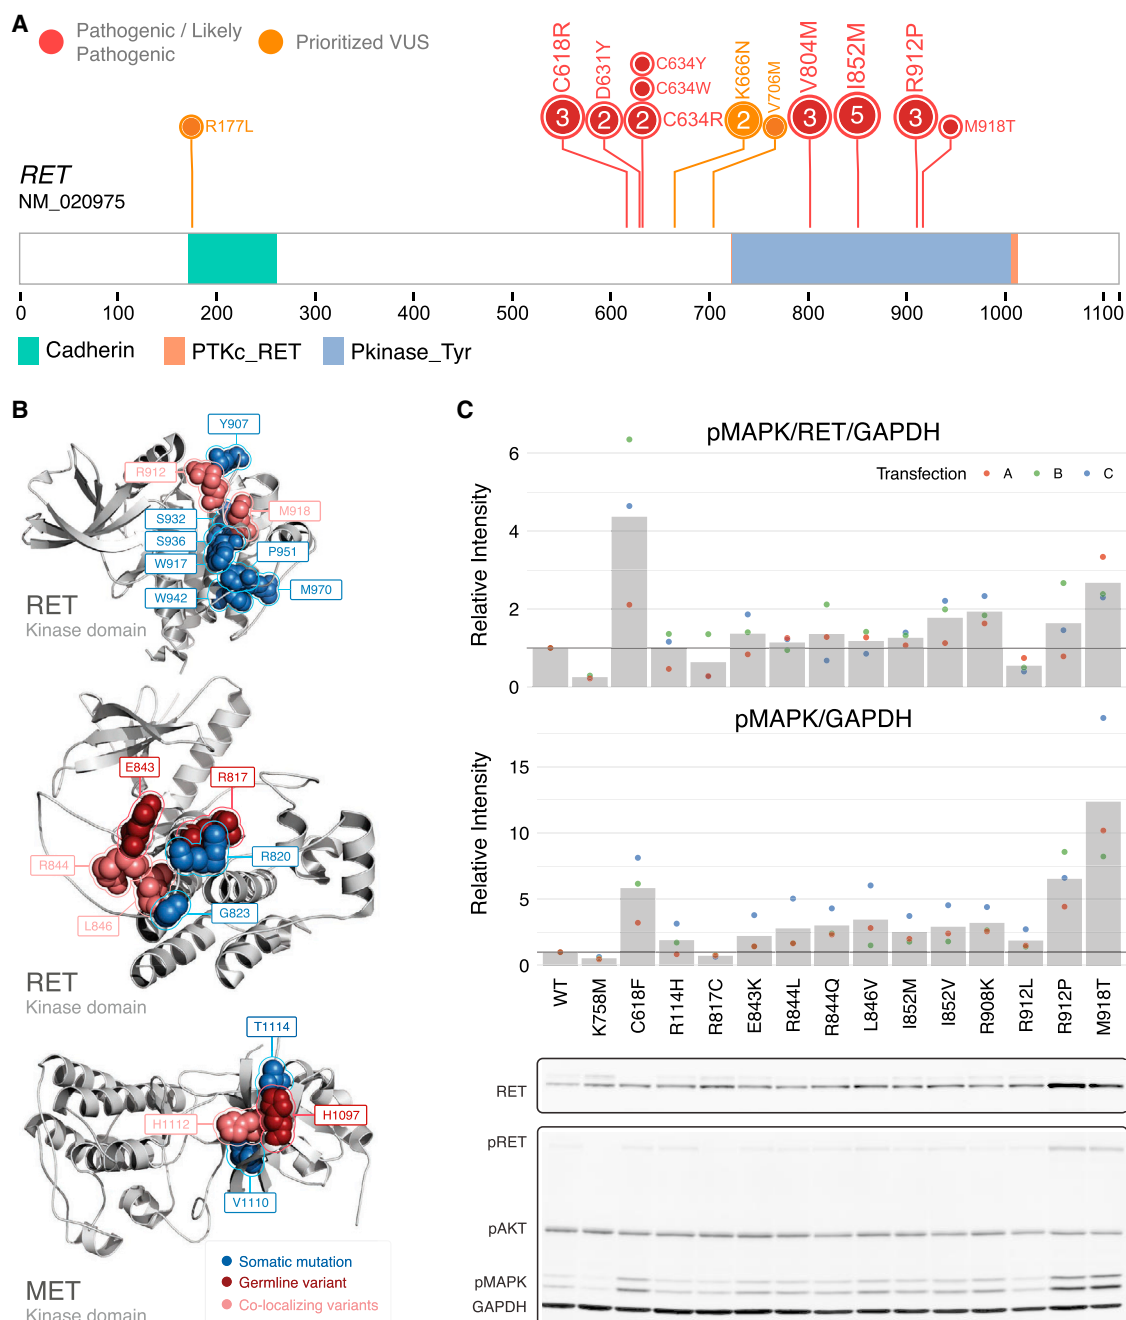 A
Pathogenic / Likely
Pathogenic
Prioritized VUS
C618R
D631Y
C634Y
C634W
C634R
K666N
V706M
V804M
I852M
R912P
M918T
R177L
3
2
2
2
3
5
3
RET
NM_020975
0 100 200 300 400 500 600 700 800 900 1000 1100
Cadherin
PTKc_RET
Pkinase_Tyr
B
Y907
R912
M918
S932
S936
W917
P951
W942
M970
RET
Kinase domain
E843
R817
R844
R820
L846
G823
RET
Kinase domain
T1114
H1112
H1097
V1110
MET
Kinase domain
Somatic mutation
Germline variant
Co-localizing variants
C
pMAPK/RET/GAPDH
Transfection A B C
Relative Intensity
6
4
2
0
pMAPK/GAPDH
Relative Intensity
15
10
5
0
WT K758M C618F R114H R817C E843K R844L R844Q L846V I852M I852V R908K R912L R912P M918T
RET
pRET
pAKT
pMAPK
GAPDH